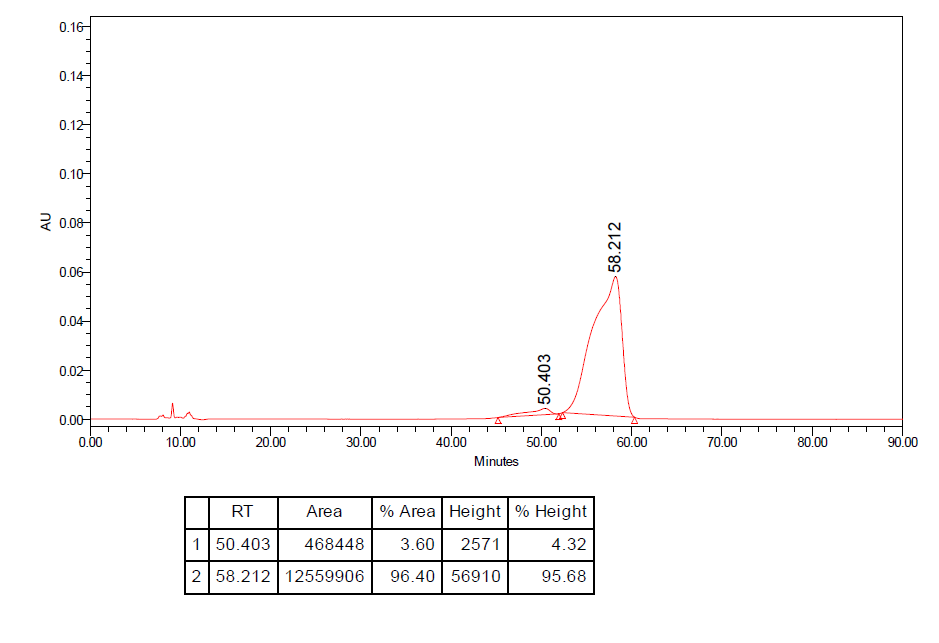 0.16
0.14
0.12
0.10
0.08
0.06
0.04
0.02
0.00
AU
50.403
58.212
0.00 10.00 20.00 30.00 40.00 50.00 60.00 70.00 80.00 90.00
Minutes
RT Area % Area Height % Height
1 50.403 468448 3.60 2571 4.32
2 58.212 12559906 96.40 56910 95.68